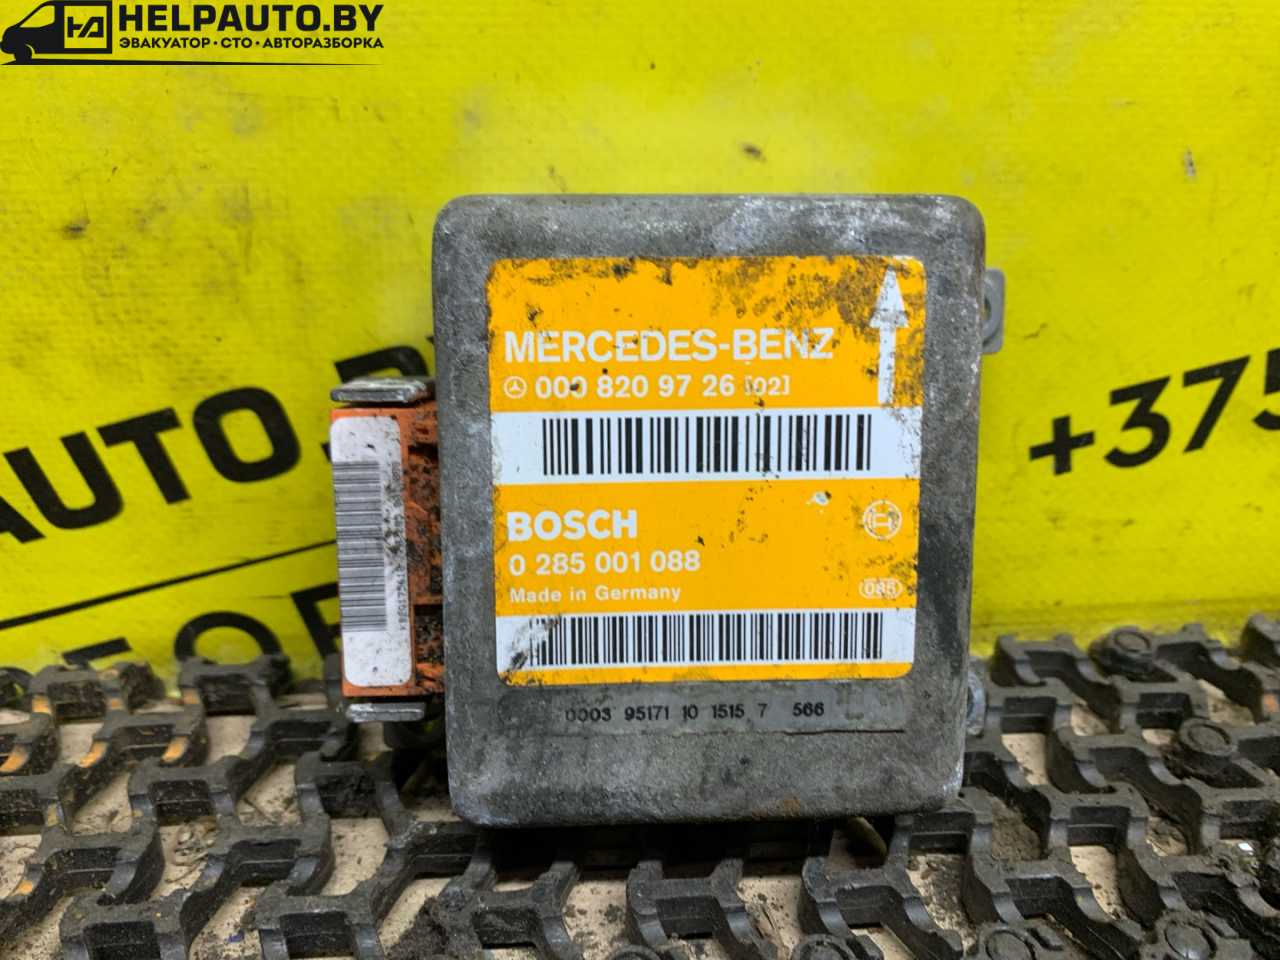 HELPAUTO.BY
ЭВАКУАТОР•СТО•АВТОРАЗБОРКА
MERCEDES-BENZ
000 820 97 26 [02]
BOSCH
0 285 001 088
Made in Germany
085
0003 95171 10 1515 7 566
AUTO
+375